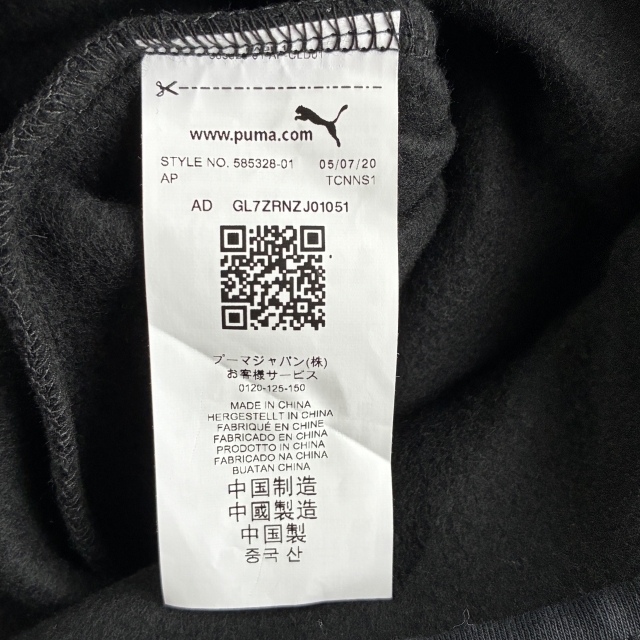 www.puma.com
STYLE NO. 585328-01 05/07/20
AP TCNNS1
AD GL7ZRNZJ01051
プーマジャパン(株)
お客様サービス
0120-125-150
MADE IN CHINA
HERGESTELLT IN CHINA
FABRIQUÉ EN CHINE
FABRICADO EN CHINA
PRODOTTO IN CHINA
FABRICADO NA CHINA
BUATAN CHINA
中国制造
中國製造
中国製
중국 산